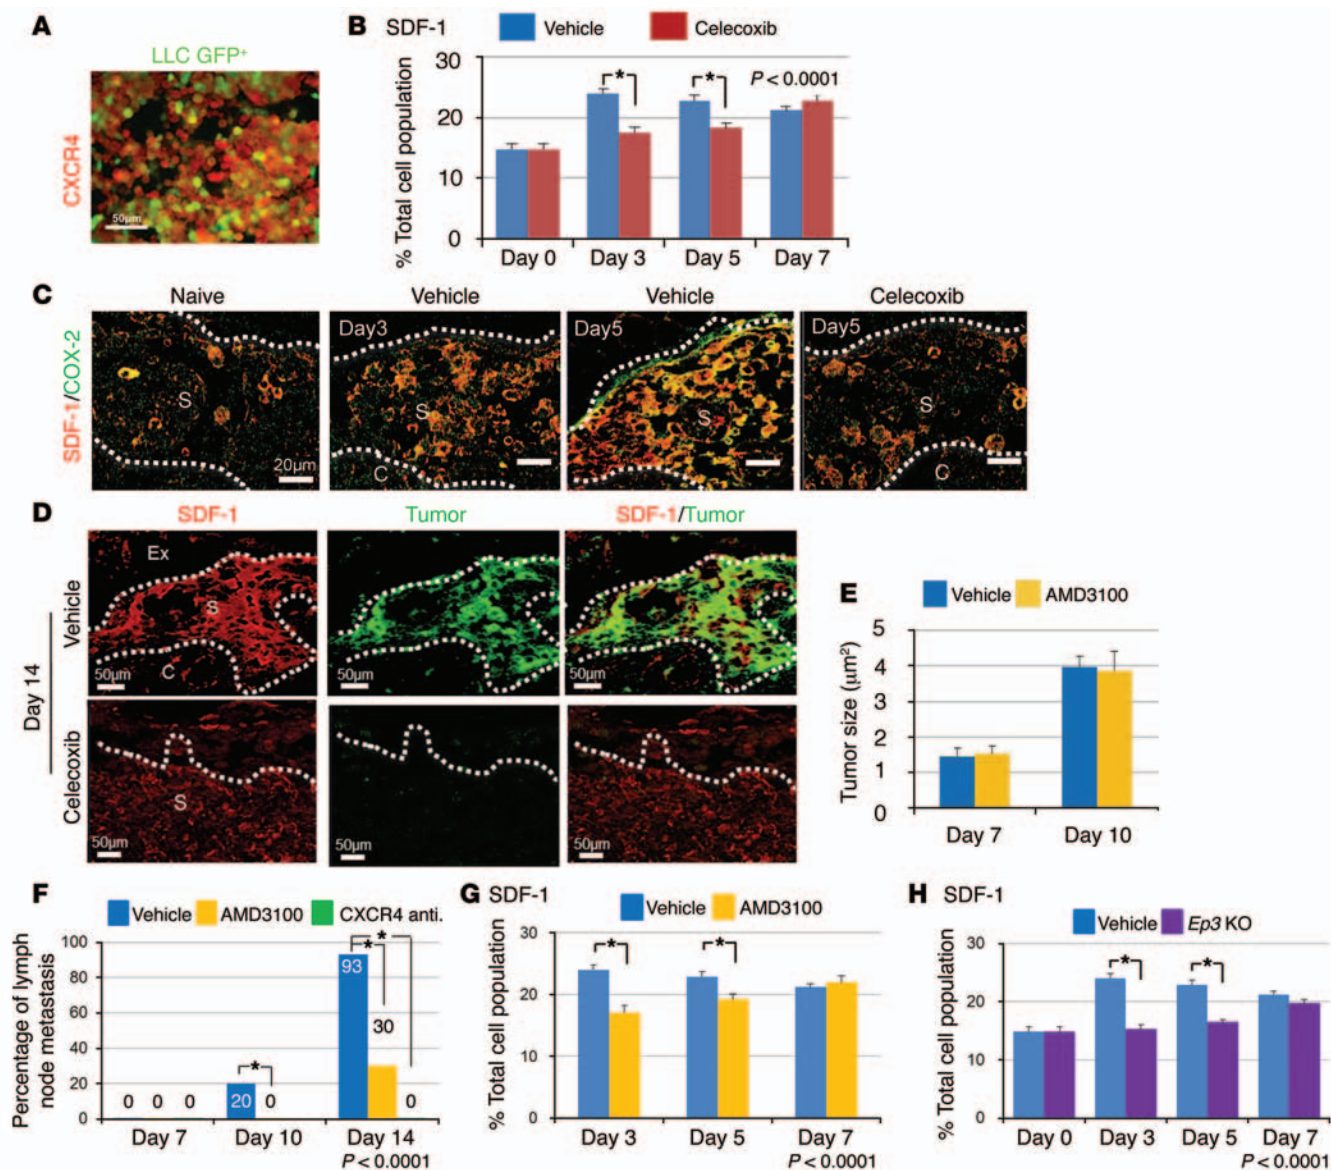 A
LLC GFP+
CXCR4
50µm
B
SDF-1
Vehicle
Celecoxib
% Total cell population
30
20
10
0
*
*
P < 0.0001
Day 0
Day 3
Day 5
Day 7
C
Naive
Vehicle
Vehicle
Celecoxib
SDF-1/COX-2
S
20µm
Day3
S
C
Day5
S
Day5
S
C
D
SDF-1
Tumor
SDF-1/Tumor
Day 14
Vehicle
Ex
S
C
50µm
50µm
50µm
Celecoxib
S
50µm
50µm
50µm
E
Vehicle
AMD3100
Tumor size (µm²)
5
4
3
2
1
0
Day 7
Day 10
F
Vehicle
AMD3100
CXCR4 anti.
Percentage of lymph
node metastasis
100
80
60
40
20
0
0
0
0
20
*
0
93
*
*
30
0
Day 7
Day 10
Day 14
P < 0.0001
G
SDF-1
Vehicle
AMD3100
% Total cell population
30
20
10
0
*
*
Day 3
Day 5
Day 7
P < 0.0001
H
SDF-1
Vehicle
Ep3 KO
% Total cell population
30
20
10
0
*
*
Day 0
Day 3
Day 5
Day 7
P < 0.0001